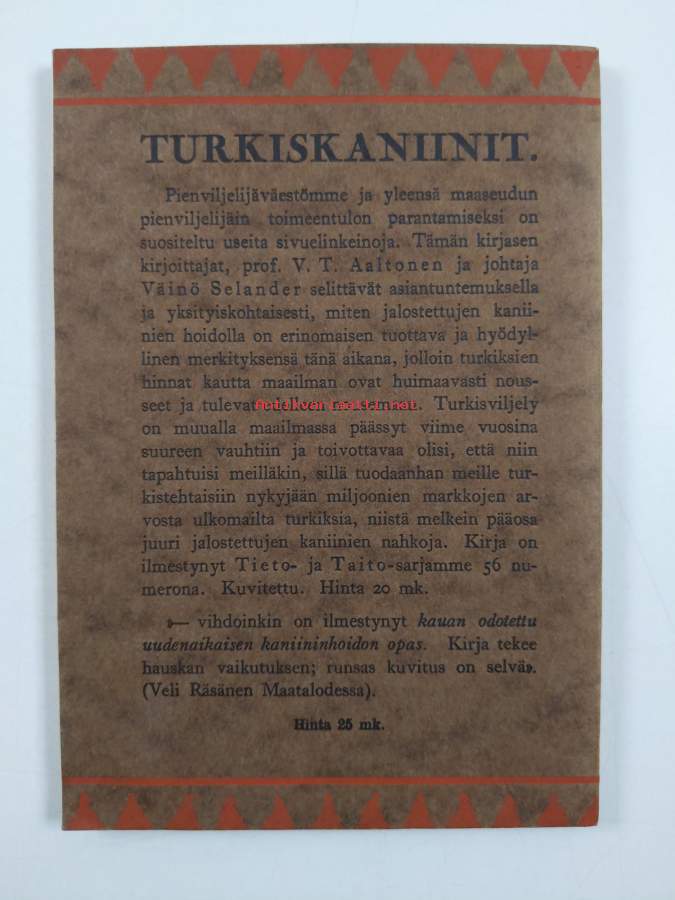 TURKISKANIINIT.
Pienviljelijäväestömme ja yleensä maaseudun
pienviljelijäin toimeentulon parantamiseksi on
suositeltu useita sivuelinkeinoja. Tämän kirjasen
kirjoittajat, prof. V. T. Aaltonen ja johtaja
Väinö Selander selittävät asiantuntemuksella
ja yksityiskohtaisesti, miten jalostettujen kanii-
nien hoidolla on erinomaisen tuottava ja hyödyl-
linen merkityksensä tänä aikana, jolloin turkiksien
hinnat kautta maailman ovat huimaavasti nous-
seet ja tulevat
antikvariaatti.net
Turkisviljely
on muualla maailmassa päässyt viime vuosina
suureen vauhtiin ja toivottavaa olisi, että niin
tapahtuisi meilläkin, sillä tuodaanhan meille tur-
kistehtaisiin nykyjään miljoonien markkojen ar-
vosta ulkomailta turkiksia, niistä melkein pääosa
juuri jalostettujen kaniinien nahkoja. Kirja on
ilmestynyt Tieto- ja Taito-sarjamme 56 nu-
merona. Kuvitettu. Hinta 20 mk.
»— vihdoinkin on ilmestynyt kauan odotettu
uudenaikaisen kaniininhoidon opas. Kirja tekee
hauskan vaikutuksen; runsas kuvitus on selvä».
(Veli Räsänen Maatalodessa).
Hinta 25 mk.